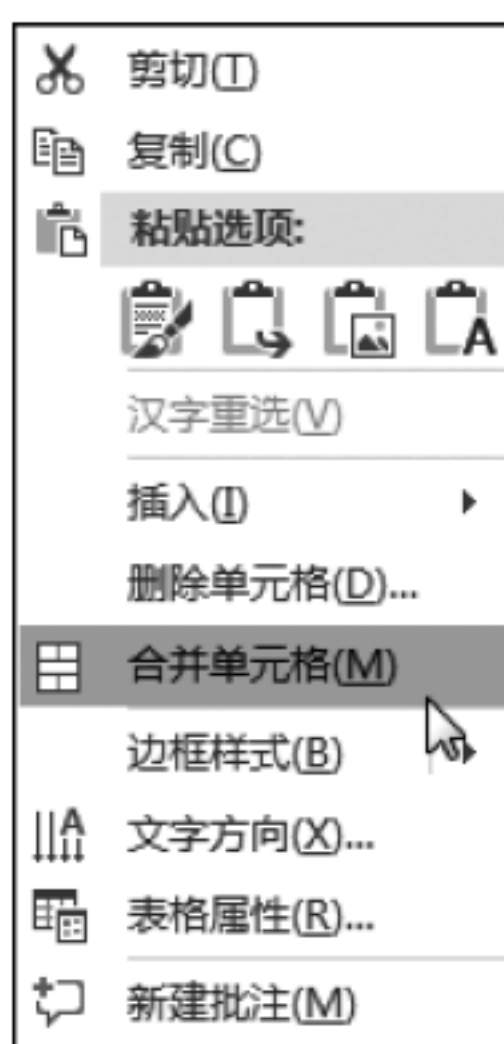 剪切(T)
复制(C)
粘贴选项:
汉字重选(V)
插入(I)
删除单元格(D)...
合并单元格(M)
边框样式(B)
文字方向(X)...
表格属性(R)...
新建批注(M)